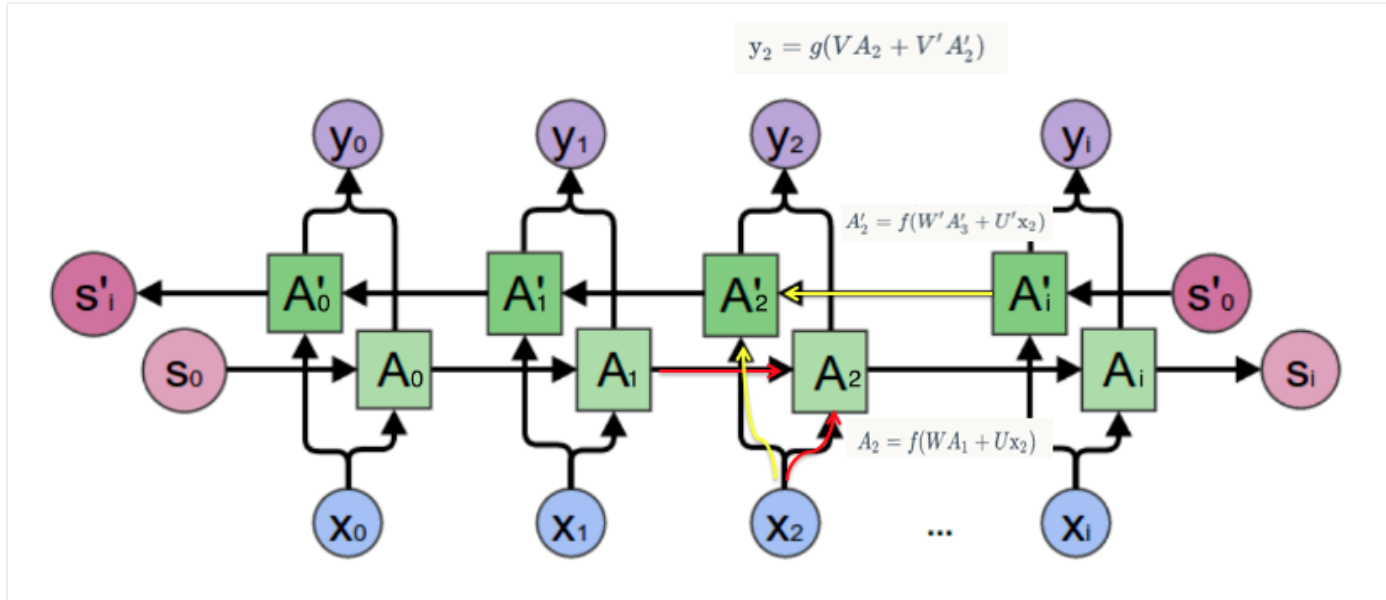 y₂ = g(VA₂ + V′A′₂)
y₀ y₁ y₂ yᵢ
A′₂ = f(W′A′₃ + U′x₂)
s'ᵢ A'₀ A'₁ A'₂ A'ᵢ s'₀
s₀ A₀ A₁ A₂ Aᵢ sᵢ
A₂ = f(WA₁ + Ux₂)
x₀ x₁ x₂ ... xᵢ